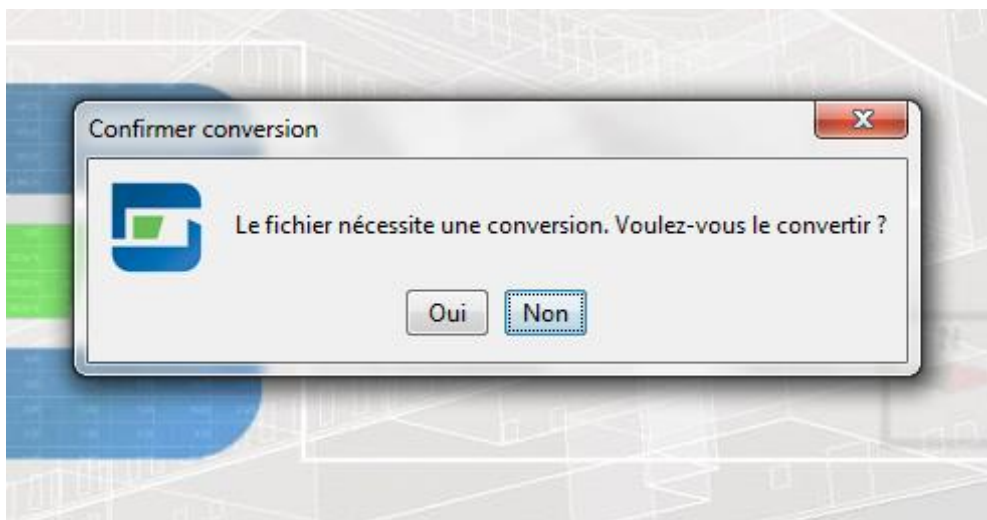 Confirmer conversion
Le fichier nécessite une conversion. Voulez-vous le convertir ?
Oui
Non